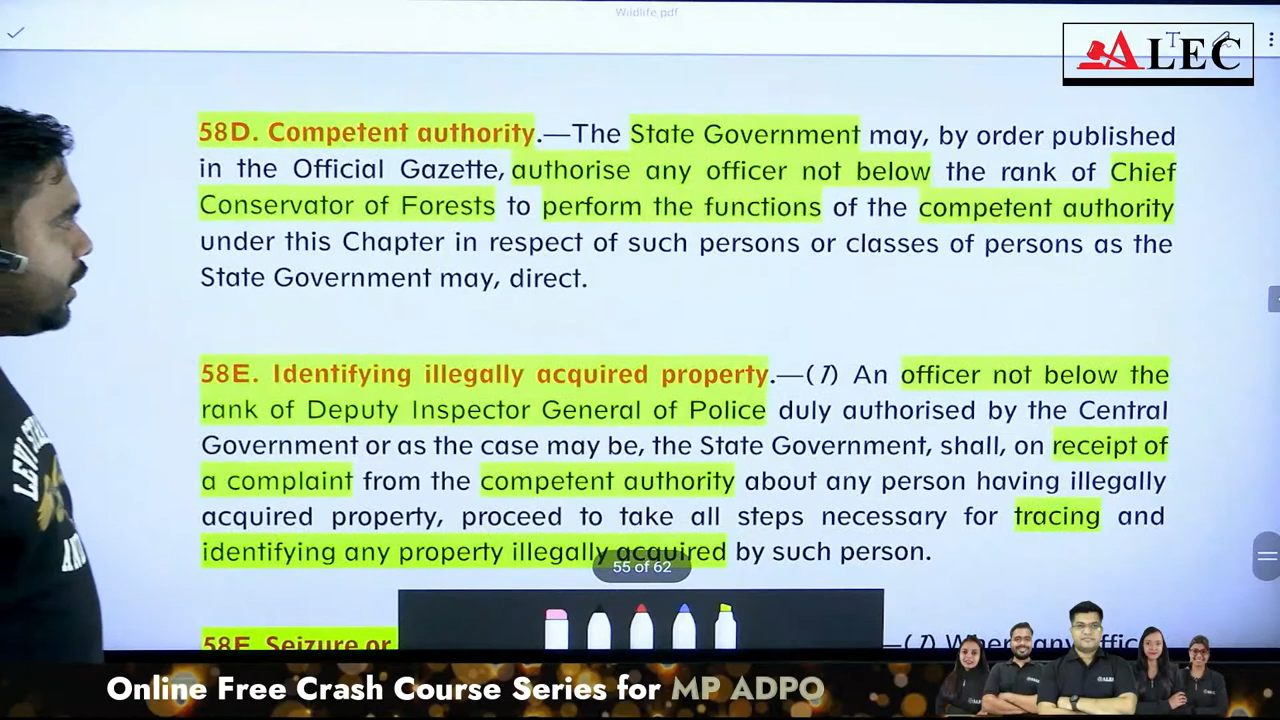 Wildlife.pdf
ALEC
T
58D. Competent authority.—The State Government may, by order published
in the Official Gazette, authorise any officer not below the rank of Chief
Conservator of Forests to perform the functions of the competent authority
under this Chapter in respect of such persons or classes of persons as the
State Government may, direct.
58E. Identifying illegally acquired property.—(1) An officer not below the
rank of Deputy Inspector General of Police duly authorised by the Central
Government or as the case may be, the State Government, shall, on receipt of
a complaint from the competent authority about any person having illegally
acquired property, proceed to take all steps necessary for tracing and
identifying any property illegally acquired by such person.
55 of 62
58F. Seizure or —(1) Where any
Online Free Crash Course Series for MP ADPO